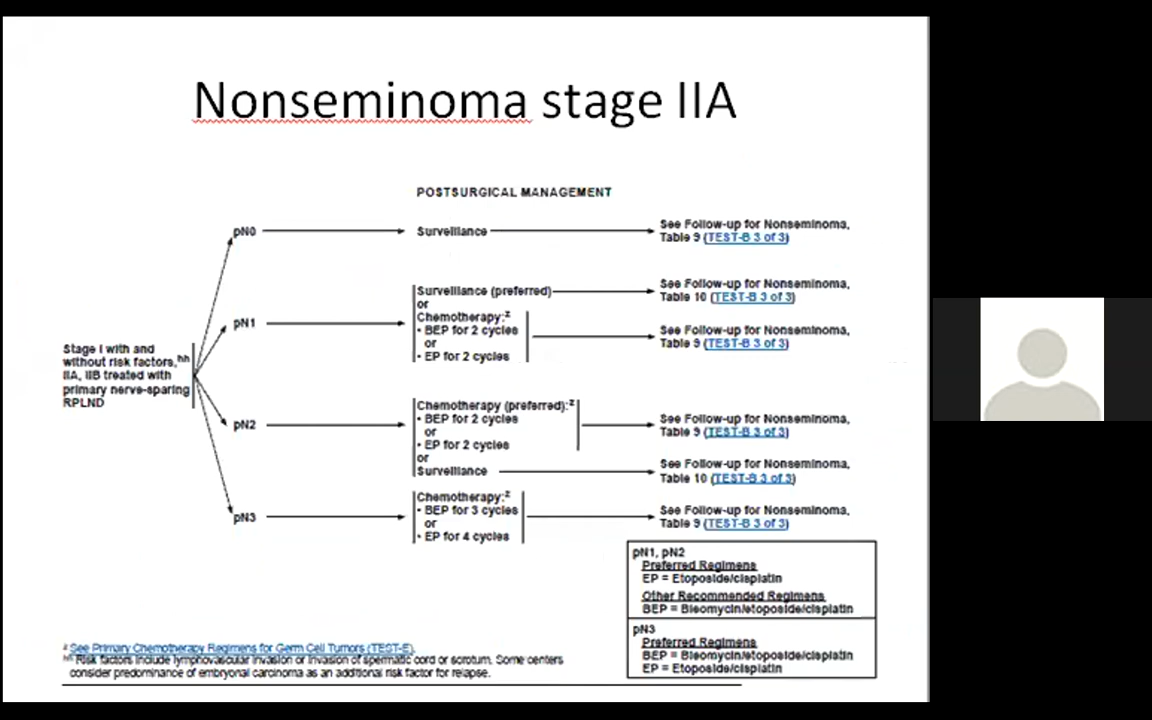 Nonseminoma stage IIA
POSTSURGICAL MANAGEMENT
Stage I with and
without risk factors,hh
IIA, IIB treated with
primary nerve-sparing
RPLND
pN0
Surveillance
See Follow-up for Nonseminoma,
Table 9 (TEST-B 3 of 3)
pN1
Surveillance (preferred)
or
Chemotherapy:z
• BEP for 2 cycles
or
• EP for 2 cycles
See Follow-up for Nonseminoma,
Table 10 (TEST-B 3 of 3)
See Follow-up for Nonseminoma,
Table 9 (TEST-B 3 of 3)
pN2
Chemotherapy (preferred):z
• BEP for 2 cycles
or
• EP for 2 cycles
or
Surveillance
See Follow-up for Nonseminoma,
Table 9 (TEST-B 3 of 3)
See Follow-up for Nonseminoma,
Table 10 (TEST-B 3 of 3)
pN3
Chemotherapy:z
• BEP for 3 cycles
or
• EP for 4 cycles
See Follow-up for Nonseminoma,
Table 9 (TEST-B 3 of 3)
pN1, pN2
Preferred Regimens
EP = Etoposide/cisplatin
Other Recommended Regimens
BEP = Bleomycin/etoposide/cisplatin
pN3
Preferred Regimens
BEP = Bleomycin/etoposide/cisplatin
EP = Etoposide/cisplatin
z See Primary Chemotherapy Regimens for Germ Cell Tumors (TEST-E).
hh Risk factors include lymphovascular invasion or invasion of spermatic cord or scrotum. Some centers
consider predominance of embryonal carcinoma as an additional risk factor for relapse.